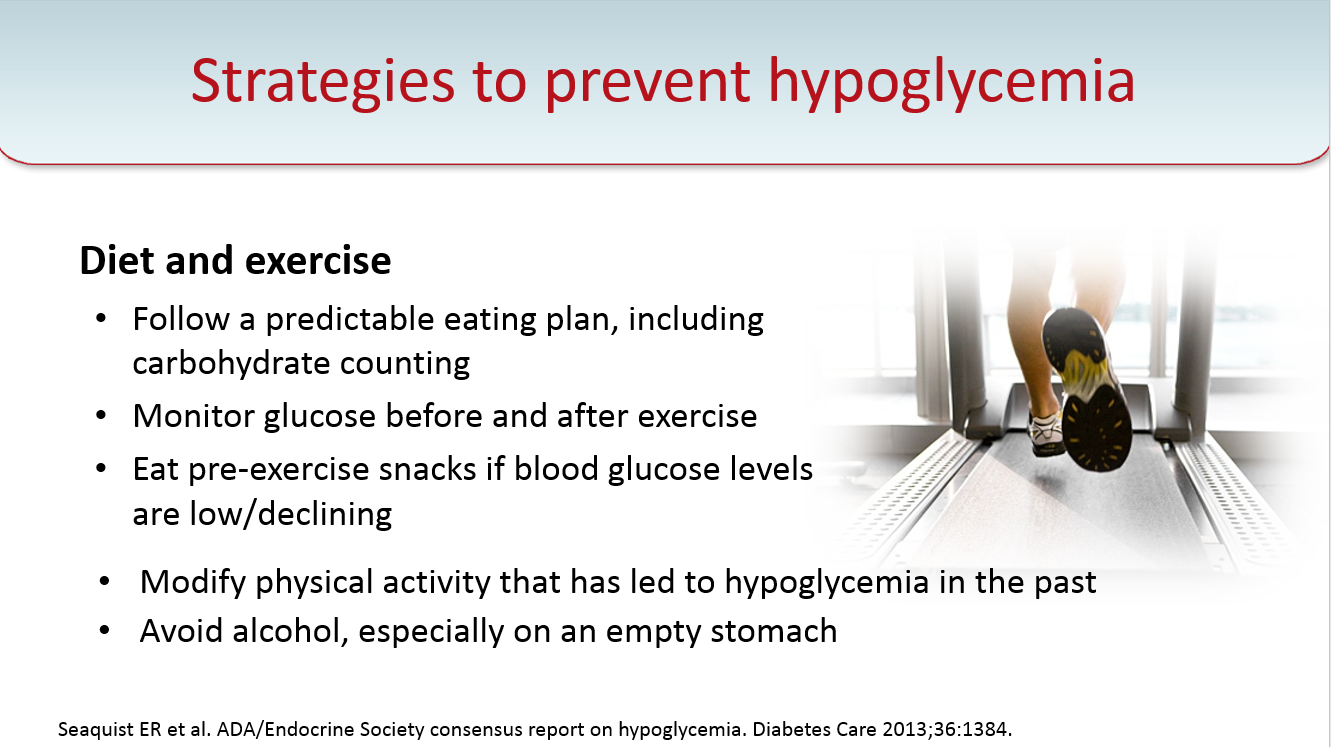 Strategies to prevent hypoglycemia
Diet and exercise
• Follow a predictable eating plan, including
carbohydrate counting
• Monitor glucose before and after exercise
• Eat pre-exercise snacks if blood glucose levels
are low/declining
• Modify physical activity that has led to hypoglycemia in the past
• Avoid alcohol, especially on an empty stomach
Seaquist ER et al. ADA/Endocrine Society consensus report on hypoglycemia. Diabetes Care 2013;36:1384.